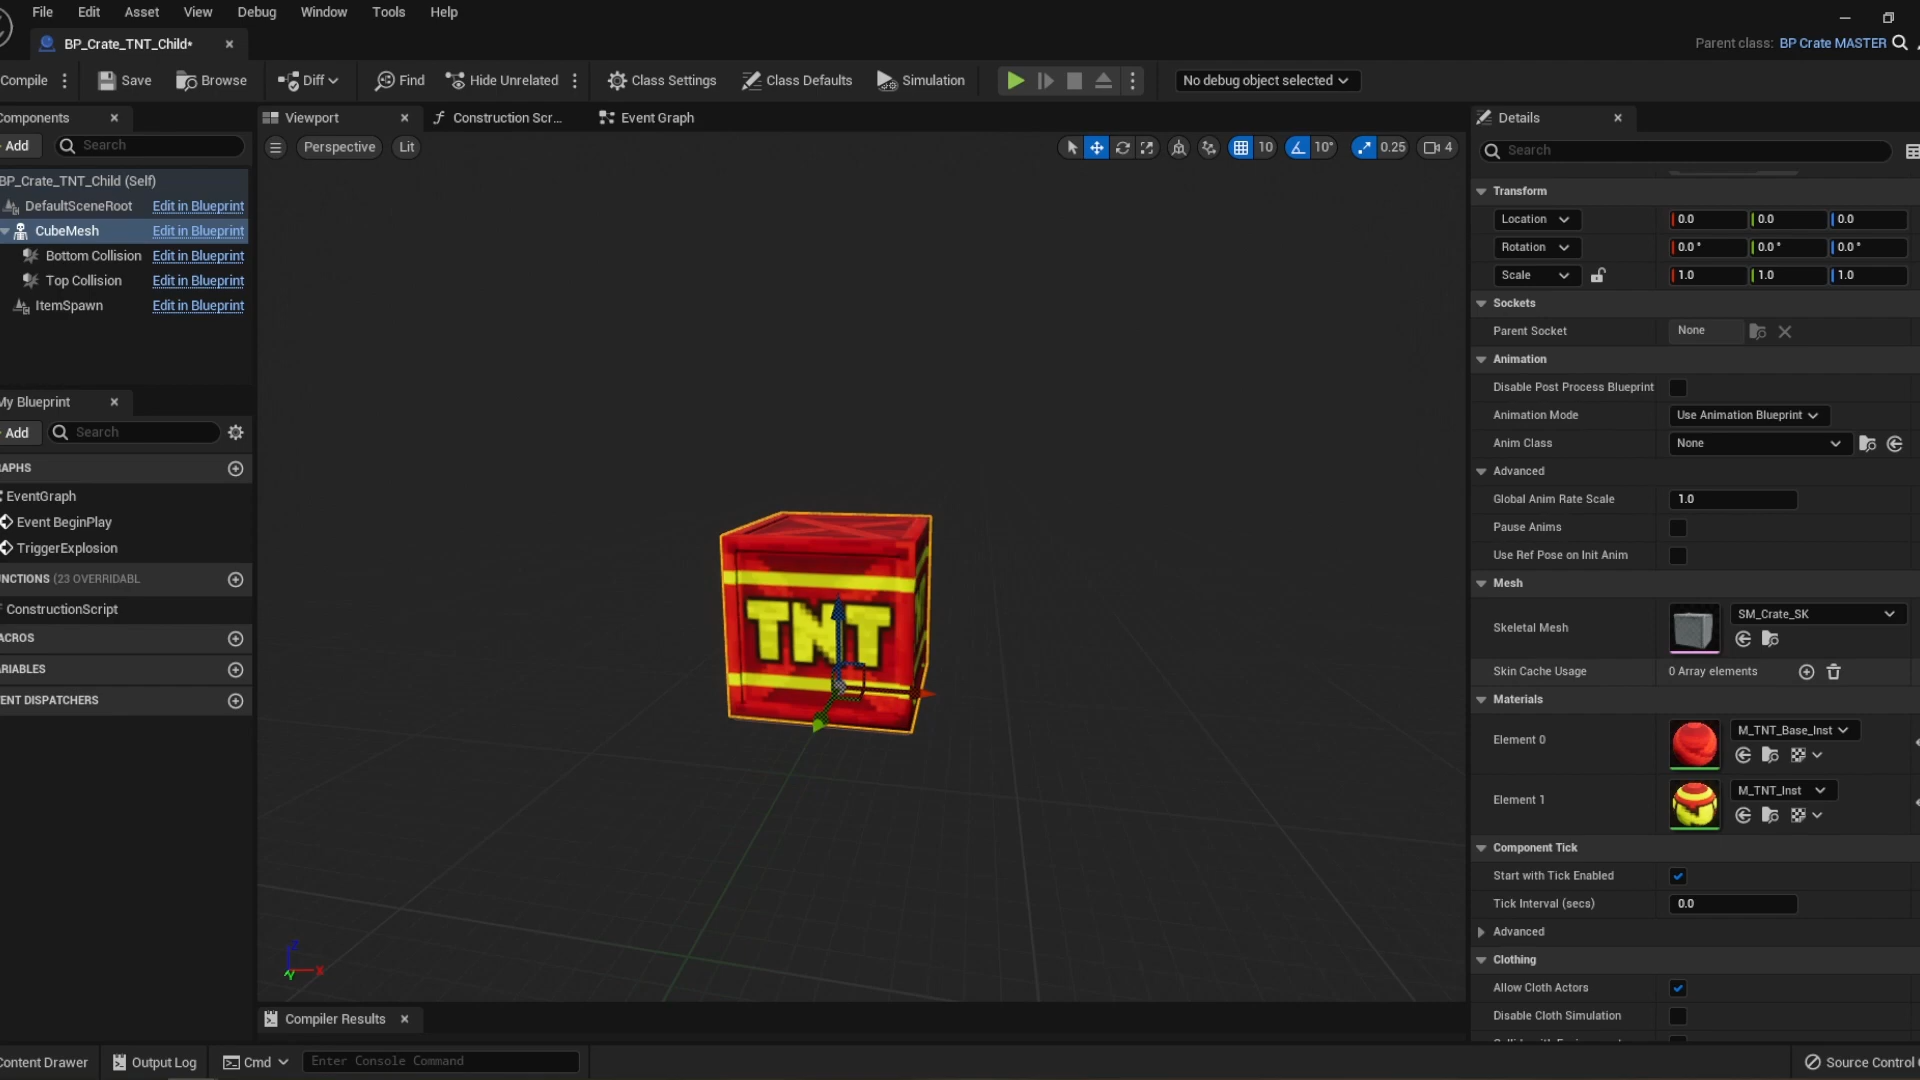 File Edit Asset View Debug Window Tools Help
BP_Crate_TNT_Child*
Parent class: BP Crate MASTER
Compile Save Browse Diff Find Hide Unrelated Class Settings Class Defaults Simulation No debug object selected
Components
Add Search
BP_Crate_TNT_Child (Self)
DefaultSceneRoot Edit in Blueprint
CubeMesh Edit in Blueprint
Bottom Collision Edit in Blueprint
Top Collision Edit in Blueprint
ItemSpawn Edit in Blueprint
My Blueprint
Add Search
APHS
EventGraph
Event BeginPlay
TriggerExplosion
NCTIONS (23 OVERRIDABL
ConstructionScript
ACROS
RIABLES
ENT DISPATCHERS
Viewport Construction Scr... Event Graph
Perspective Lit 10 10° 0.25 4
TNT
Z
X
Y
Compiler Results
Details
Search
Transform
Location 0.0 0.0 0.0
Rotation 0.0 ° 0.0 ° 0.0 °
Scale 1.0 1.0 1.0
Sockets
Parent Socket None
Animation
Disable Post Process Blueprint
Animation Mode Use Animation Blueprint
Anim Class None
Advanced
Global Anim Rate Scale 1.0
Pause Anims
Use Ref Pose on Init Anim
Mesh
Skeletal Mesh SM_Crate_SK
Skin Cache Usage 0 Array elements
Materials
Element 0 M_TNT_Base_Inst
Element 1 M_TNT_Inst
Component Tick
Start with Tick Enabled
Tick Interval (secs) 0.0
Advanced
Clothing
Allow Cloth Actors
Disable Cloth Simulation
Content Drawer Output Log Cmd Enter Console Command Source Control